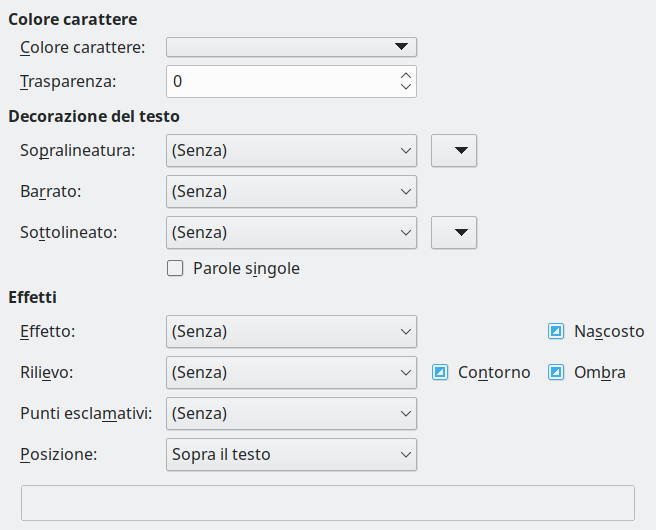 Colore carattere
Colore carattere:
Trasparenza: 0
Decorazione del testo
Sopralineatura: (Senza)
Barrato: (Senza)
Sottolineato: (Senza)
Parole singole
Effetti
Effetto: (Senza) Nascosto
Rilievo: (Senza) Contorno Ombra
Punti esclamativi: (Senza)
Posizione: Sopra il testo